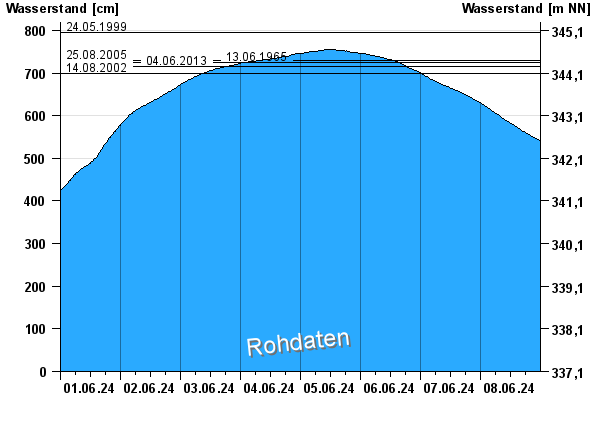 Wasserstand [cm] Wasserstand [m NN]
24.05.1999
800 345,1
25.08.2005 04.06.2013 13.06.1965
14.08.2002
700 344,1
600 343,1
500 342,1
400 341,1
300 340,1
200 339,1
100 338,1
Rohdaten
0 337,1
01.06.24 02.06.24 03.06.24 04.06.24 05.06.24 06.06.24 07.06.24 08.06.24